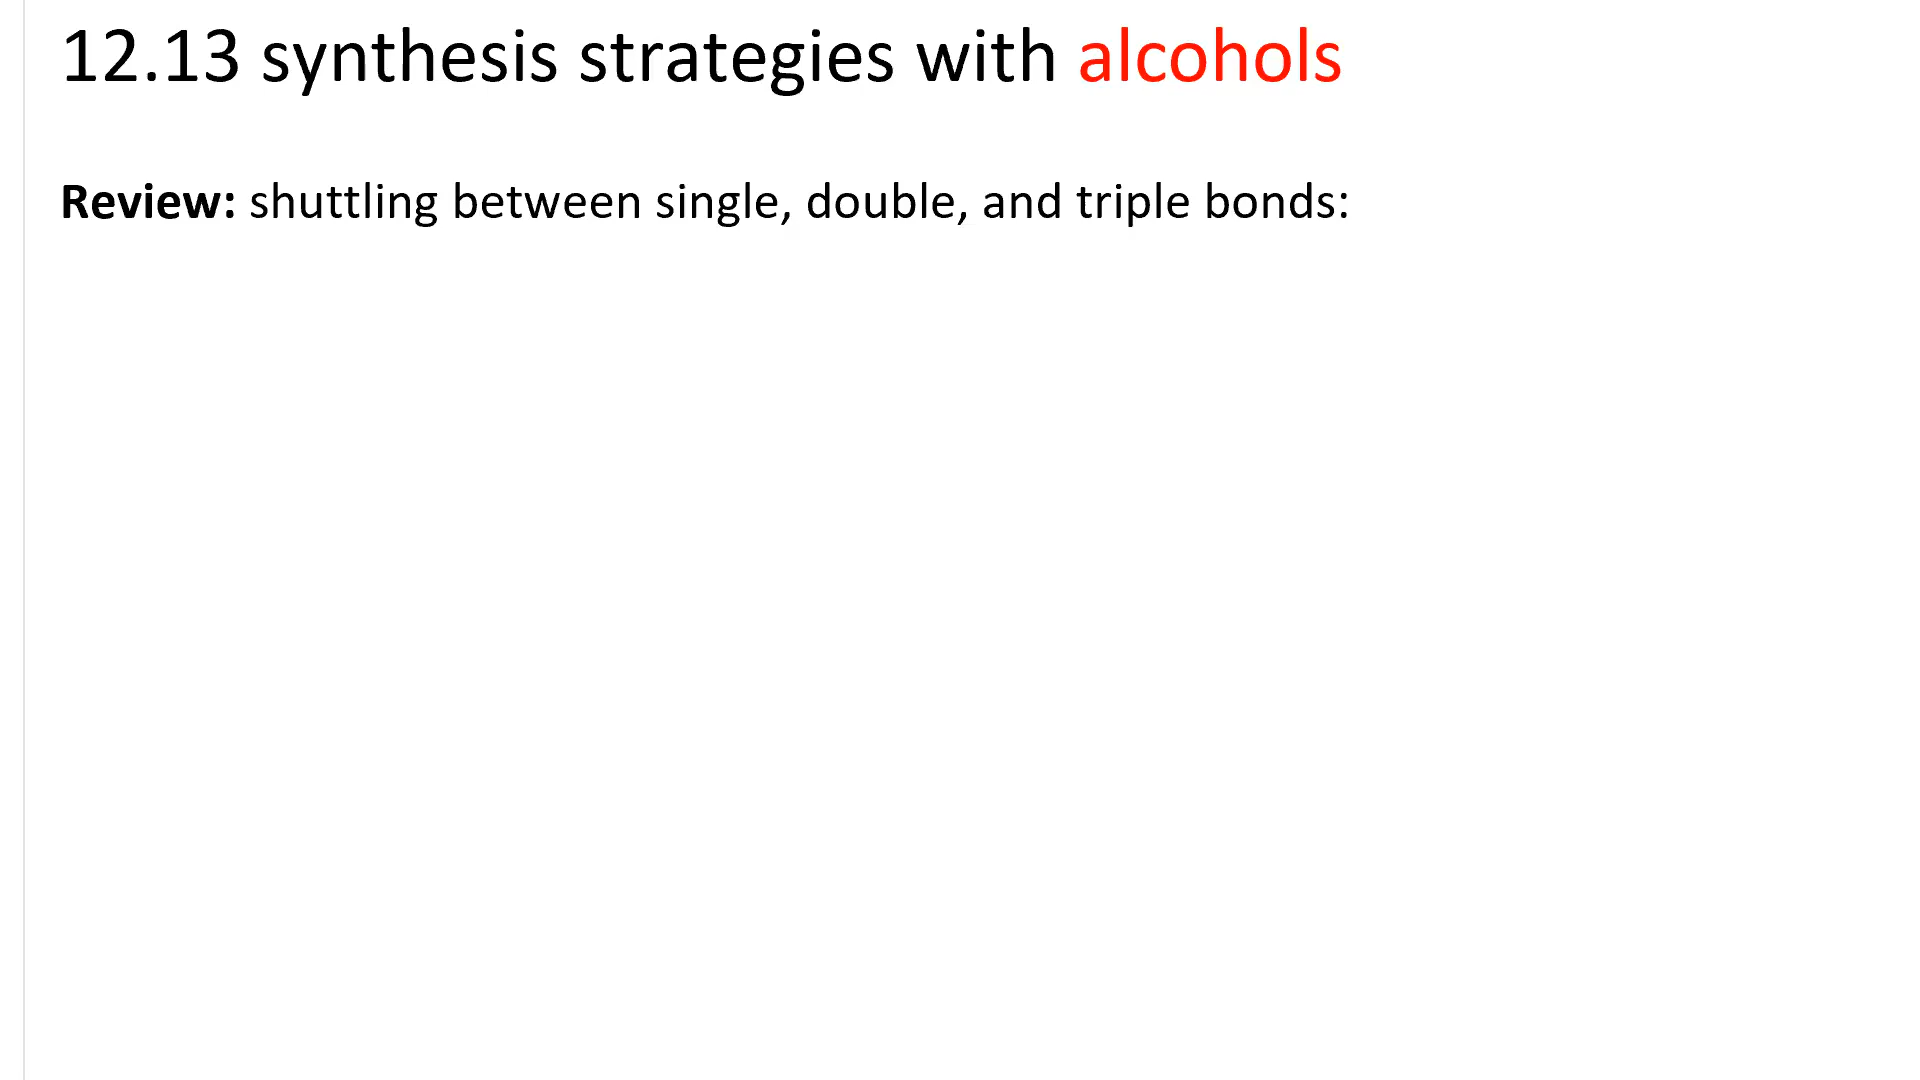 12.13 synthesis strategies with alcohols
Review: shuttling between single, double, and triple bonds: